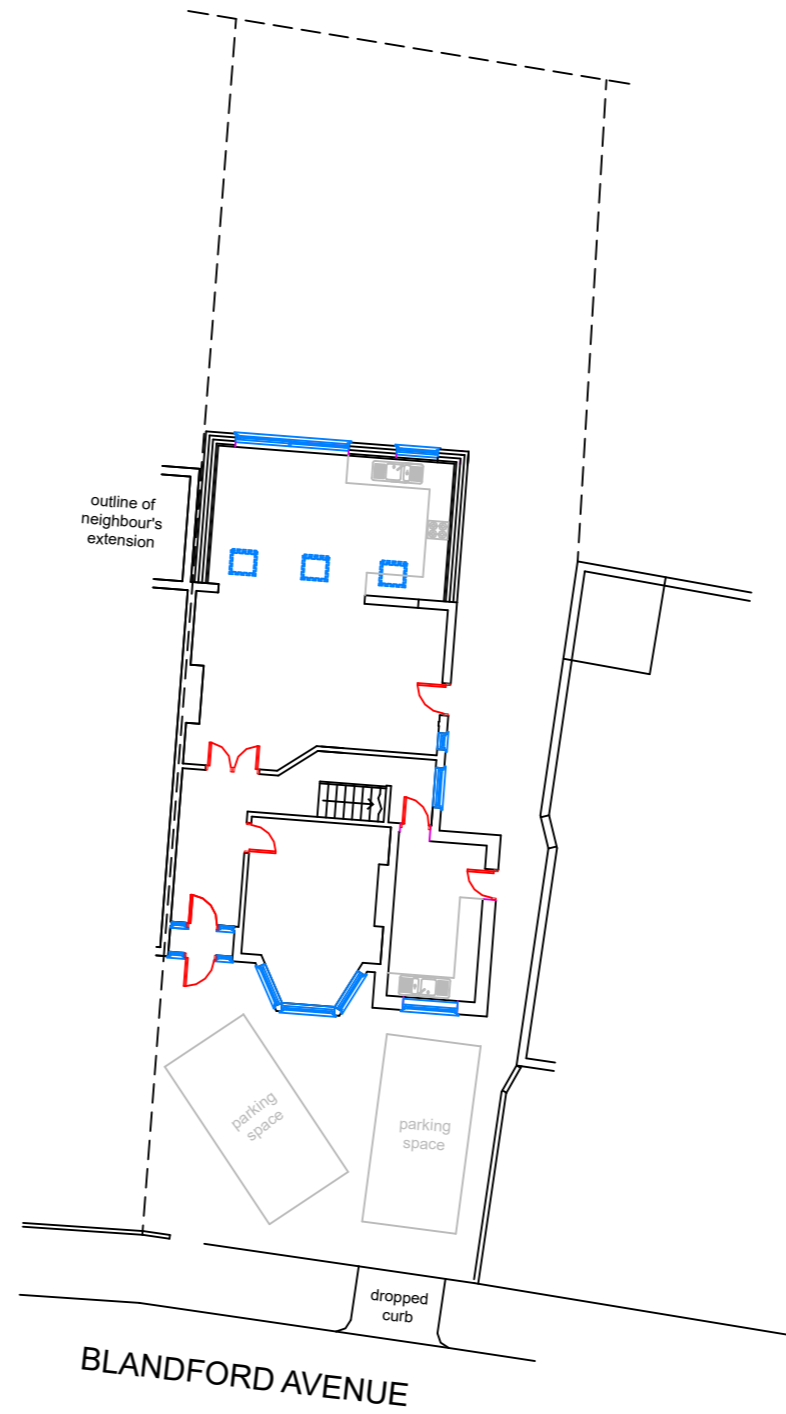 outline of
neighbour's
extension
parking
space
parking
space
dropped
curb
BLANDFORD AVENUE